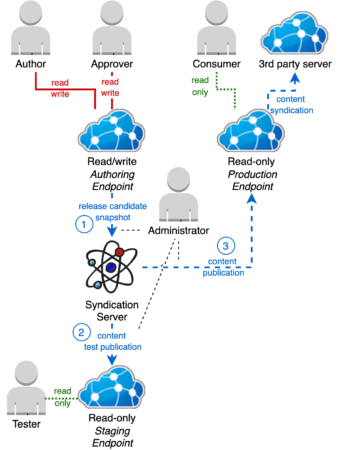 Author
Approver
Consumer
3rd party server
read
write
read
write
read
only
content
syndication
Read/write
Authoring
Endpoint
Read-only
Production
Endpoint
release candidate
snapshot
1
Administrator
3
content
publication
Syndication
Server
2
content
test publication
read
only
Tester
Read-only
Staging
Endpoint